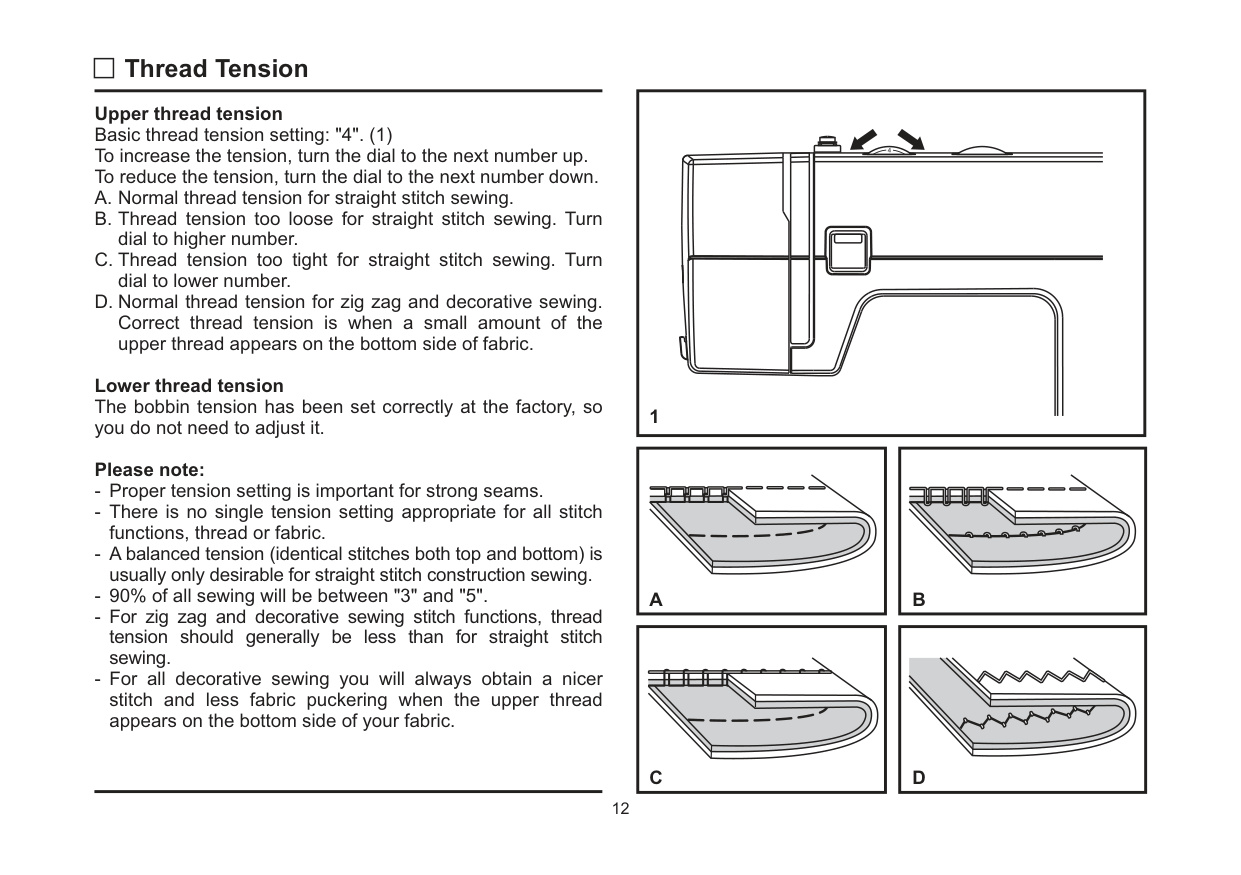 Thread Tension
Upper thread tension
Basic thread tension setting: "4". (1)
To increase the tension, turn the dial to the next number up.
To reduce the tension, turn the dial to the next number down.
A. Normal thread tension for straight stitch sewing.
B. Thread tension too loose for straight stitch sewing. Turn
dial to higher number.
C. Thread tension too tight for straight stitch sewing. Turn
dial to lower number.
D. Normal thread tension for zig zag and decorative sewing.
Correct thread tension is when a small amount of the
upper thread appears on the bottom side of fabric.
Lower thread tension
The bobbin tension has been set correctly at the factory, so
you do not need to adjust it.
Please note:
- Proper tension setting is important for strong seams.
- There is no single tension setting appropriate for all stitch
functions, thread or fabric.
- A balanced tension (identical stitches both top and bottom) is
usually only desirable for straight stitch construction sewing.
- 90% of all sewing will be between "3" and "5".
- For zig zag and decorative sewing stitch functions, thread
tension should generally be less than for straight stitch
sewing.
- For all decorative sewing you will always obtain a nicer
stitch and less fabric puckering when the upper thread
appears on the bottom side of your fabric.
4
1
A
B
C
D
12